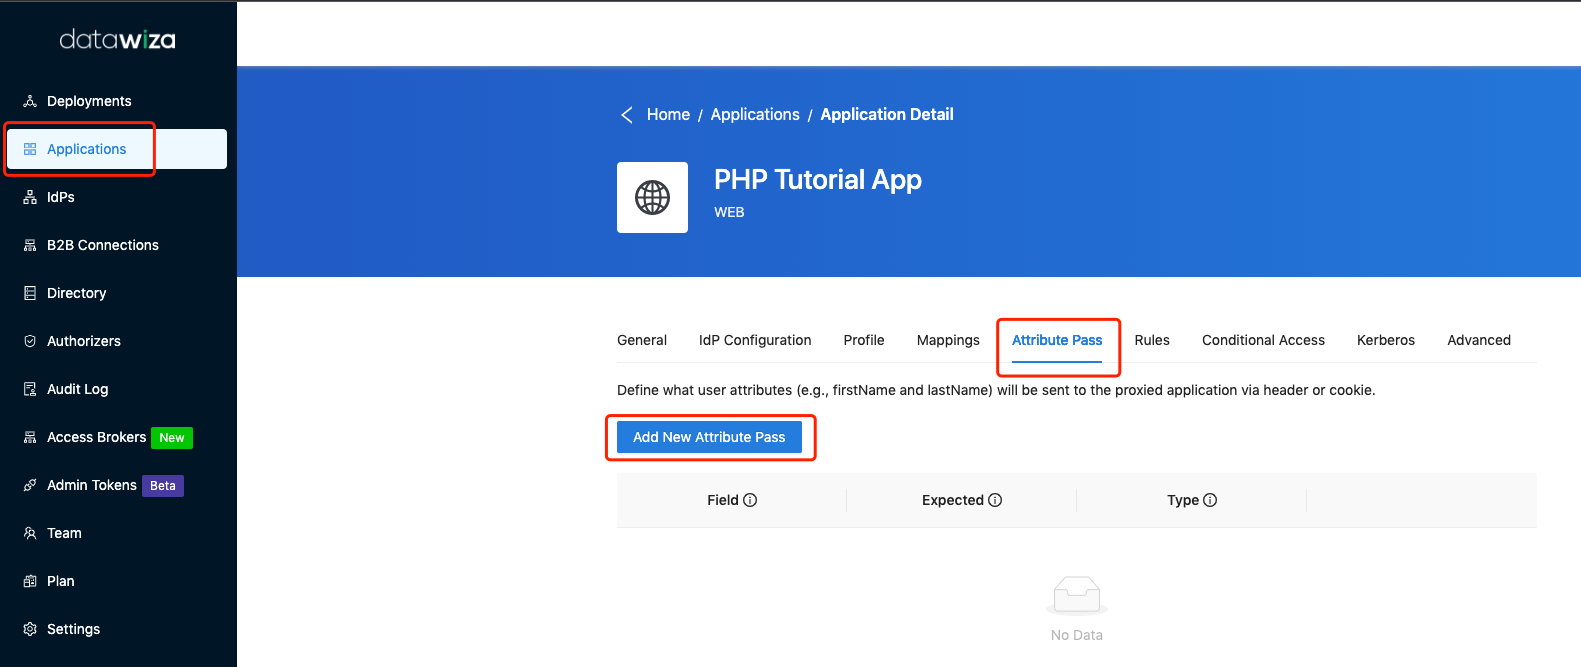 datawiza
Deployments
Applications
IdPs
B2B Connections
Directory
Authorizers
Audit Log
Access Brokers New
Admin Tokens Beta
Team
Plan
Settings
Home / Applications / Application Detail
PHP Tutorial App
WEB
General IdP Configuration Profile Mappings Attribute Pass Rules Conditional Access Kerberos Advanced
Define what user attributes (e.g., firstName and lastName) will be sent to the proxied application via header or cookie.
Add New Attribute Pass
Field Expected Type
No Data